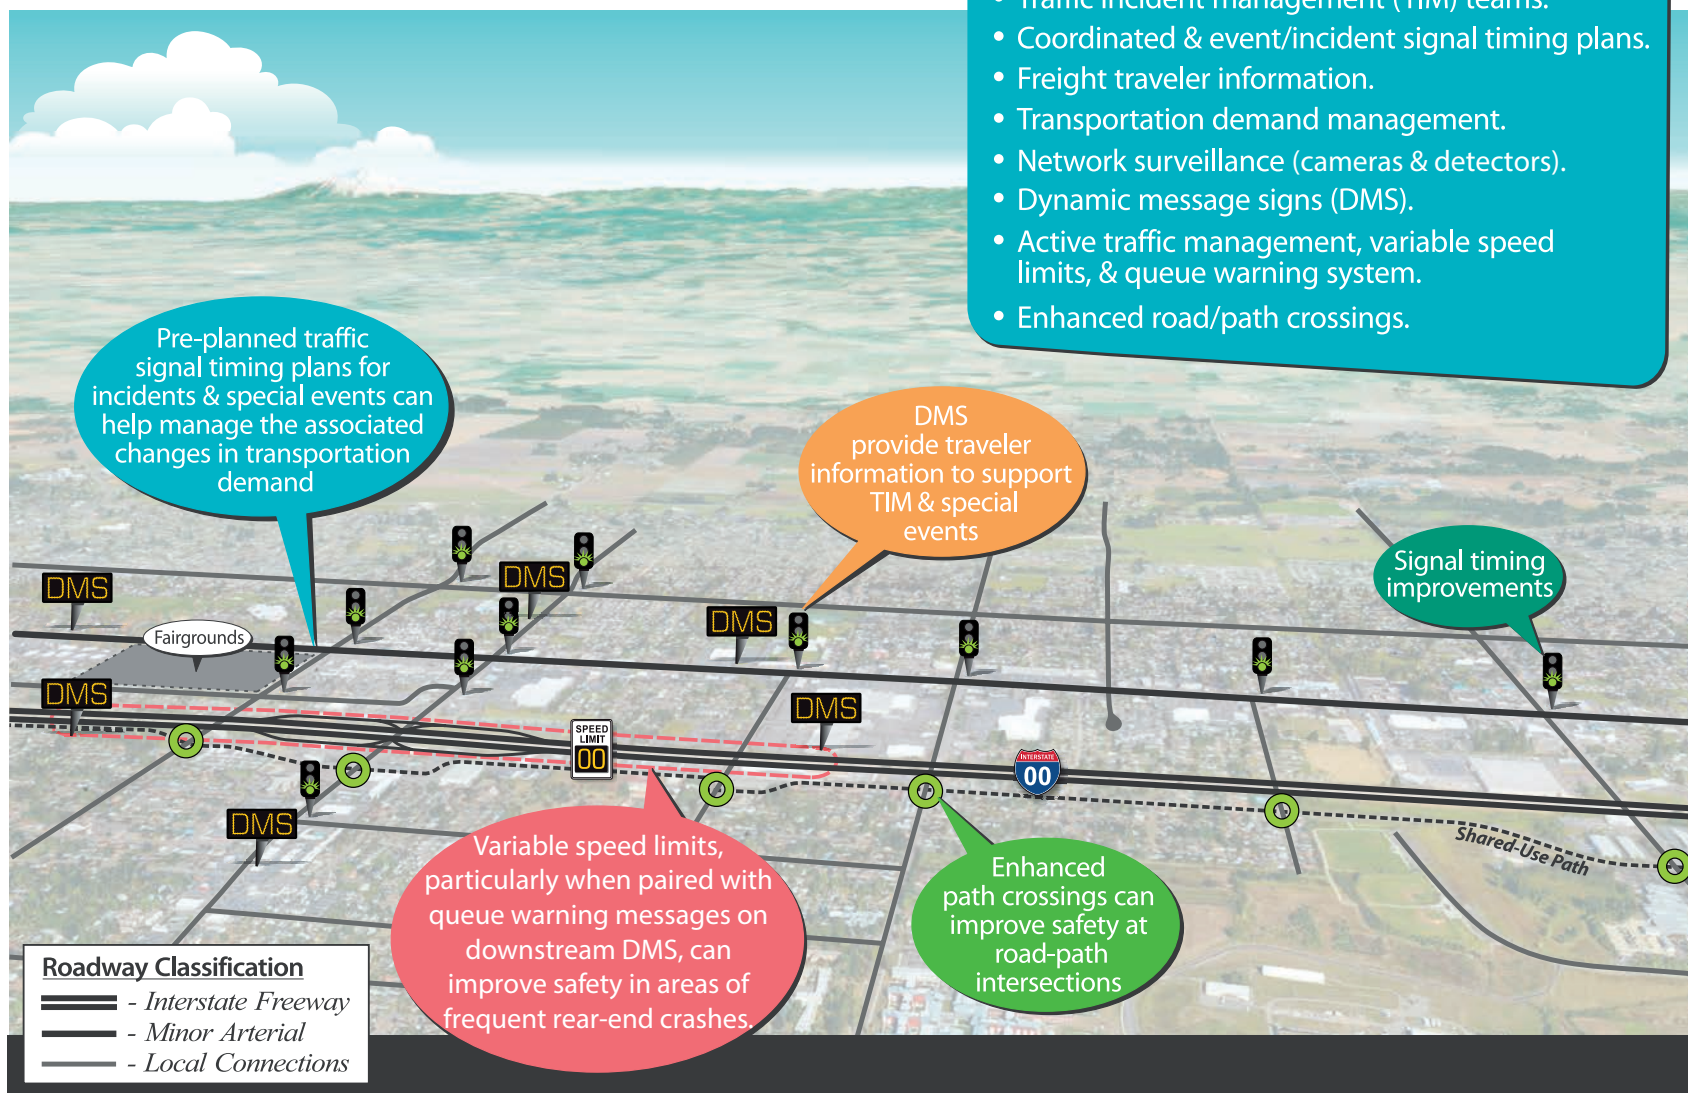 • Traffic incident management (TIM) teams.
• Coordinated & event/incident signal timing plans.
• Freight traveler information.
• Transportation demand management.
• Network surveillance (cameras & detectors).
• Dynamic message signs (DMS).
• Active traffic management, variable speed
limits, & queue warning system.
• Enhanced road/path crossings.
Pre-planned traffic
signal timing plans for
incidents & special events can
help manage the associated
changes in transportation
demand
DMS
provide traveler
information to support
TIM & special
events
Signal timing
improvements
DMS
DMS
DMS
Fairgrounds
DMS
DMS
SPEED
LIMIT
00
INTERSTATE
00
DMS
Shared-Use Path
Variable speed limits,
particularly when paired with
queue warning messages on
downstream DMS, can
improve safety in areas of
frequent rear-end crashes.
Enhanced
path crossings can
improve safety at
road-path
intersections
Roadway Classification
- Interstate Freeway
- Minor Arterial
- Local Connections